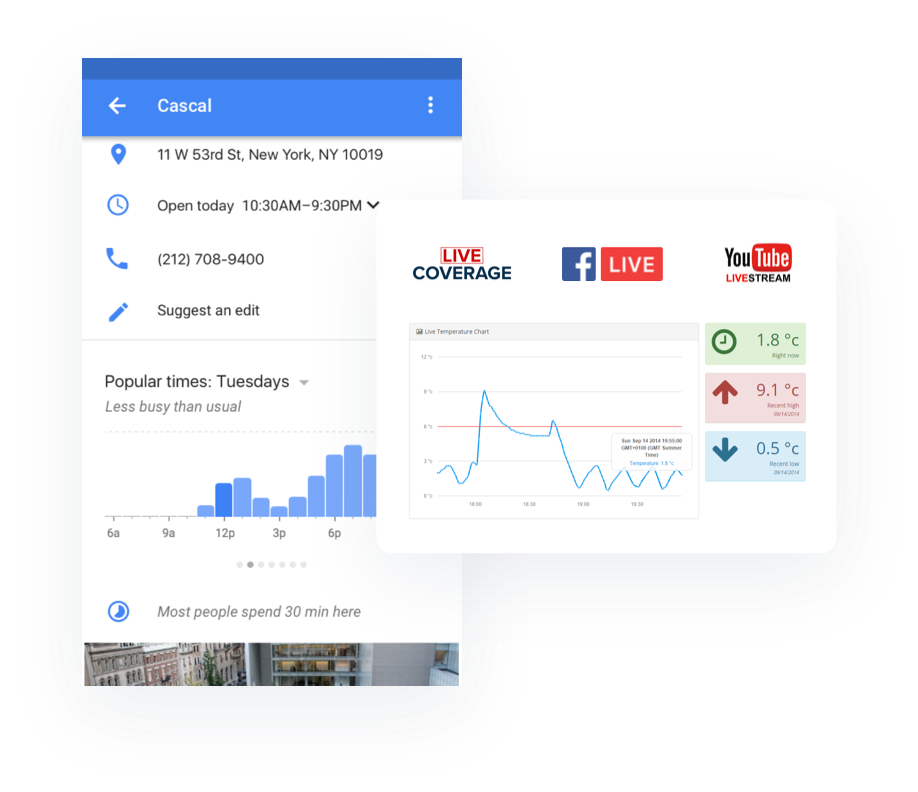 Cascal
11 W 53rd St, New York, NY 10019
Open today 10:30AM–9:30PM
(212) 708-9400
Suggest an edit
Popular times: Tuesdays
Less busy than usual
6a 9a 12p 3p 6p
Most people spend 30 min here
LIVE
COVERAGE
f LIVE
YouTube
LIVESTREAM
Live Temperature Chart
12 °c
9 °c
6 °c
3 °c
0 °c
18:00 18:30 19:00 19:30
Sun Sep 14 2014 19:55:00
GMT+0100 (GMT Summer
Time)
Temperature 1.8 °c
1.8 °c
Right now
9.1 °c
Recent high
09/14/2014
0.5 °c
Recent low
09/14/2014